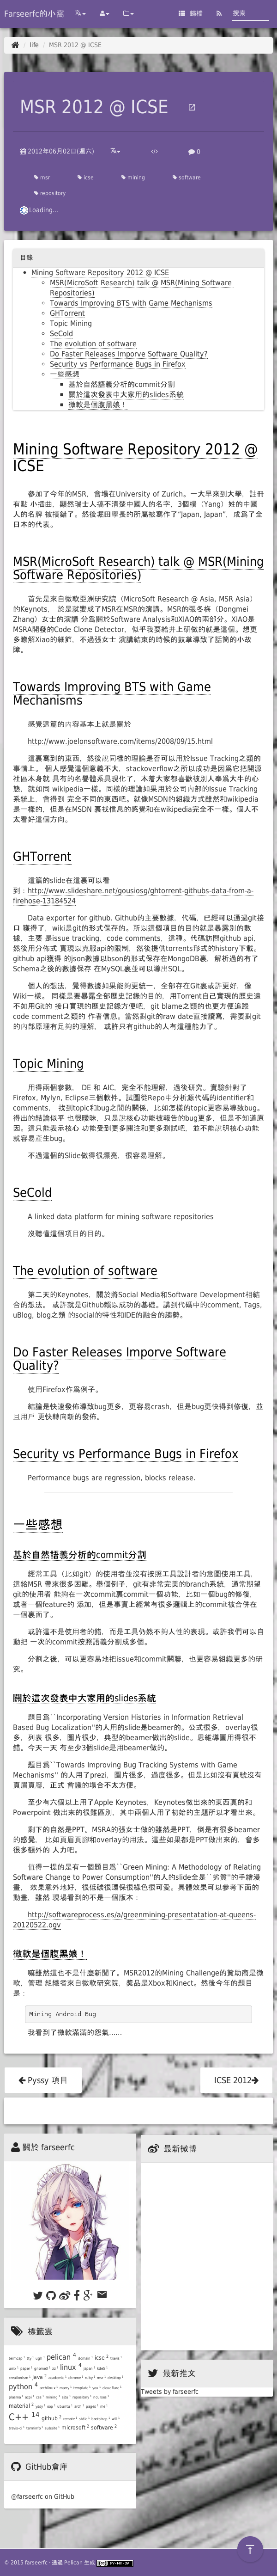 Farseerfc的小窩
歸檔
搜索
life / MSR 2012 @ ICSE
MSR 2012 @ ICSE
2012年06月02日(週六)
0
msr
icse
mining
software
repository
Loading...
目錄
Mining Software Repository 2012 @ ICSE
MSR(MicroSoft Research) talk @ MSR(Mining Software
Repositories)
Towards Improving BTS with Game Mechanisms
GHTorrent
Topic Mining
SeCold
The evolution of software
Do Faster Releases Imporve Software Quality?
Security vs Performance Bugs in Firefox
一些感想
基於自然語義分析的commit分割
關於這次發表中大家用的slides系統
微軟是個腹黑娘！
Mining Software Repository 2012 @
ICSE
參加了今年的MSR，會場在University of Zurich。一大早來到大學，註冊
有點 小插曲，顯然瑞士人搞不清楚中國人的名字，3個楊（Yang）姓的中國
人的名牌 被搞錯了。然後堀田學長的所屬被寫作了"Japan, Japan"，成爲了全
日本的代表。
MSR(MicroSoft Research) talk @ MSR(Mining
Software Repositories)
首先是來自微軟亞洲研究院（MicroSoft Research @ Asia, MSR Asia）
的Keynots， 於是就變成了MSR在MSR的演講。MSR的張冬梅（Dongmei
Zhang）女士的演講 分爲關於Software Analysis和XIAO的兩部分。XIAO是
MSRA開發的Code Clone Detector，似乎我要給井上研做的就是這個。想更
多瞭解Xiao的細節，不過張女士 演講結束的時候的鼓掌導致了話筒的小故
障。
Towards Improving BTS with Game
Mechanisms
感覺這篇的內容基本上就是關於
http://www.joelonsoftware.com/items/2008/09/15.html
這裏寫到的東西，然後說同樣的理論是否可以用於Issue Tracking之類的
事情上。 個人感覺這個意義不大，stackoverflow之所以成功是因爲它把開源
社區本身就 具有的名譽體系具現化了，本着大家都喜歡被別人奉爲大牛的心
態，就如同 wikipedia一樣。同樣的理論如果用於公司內部的Issue Tracking
系統上，會得到 完全不同的東西吧。就像MSDN的組織方式雖然和wikipedia
是一樣的，但是在MSDN 裏找信息的感覺和在wikipedia完全不一樣。個人不
太看好這個方向。
GHTorrent
這篇的slide在這裏可以看
到：http://www.slideshare.net/gousiosg/ghtorrent-githubs-data-from-a-
firehose-13184524
Data exporter for github. Github的主要數據，代碼，已經可以通過git接
口 獲得了，wiki是git的形式保存的。所以這個項目的目的就是暴露別的數
據，主要 是issue tracking，code comments，這種。代碼訪問github api，
然後用分佈式 實現以克服api的限制，然後提供torrents形式的history下載。
github api獲得 的json數據以bson的形式保存在MongoDB裏，解析過的有了
Schema之後的數據保存 在MySQL裏並可以導出SQL。
個人的想法，覺得數據如果能夠更統一，全部存在Git裏或許更好，像
Wiki一樣。 同樣是要暴露全部歷史記錄的目的，用Torrent自己實現的歷史遠
不如用Git的 接口實現的歷史記錄方便吧，git blame之類的也更方便追蹤
code comment之類的 作者信息。當然對git的raw date直接讀寫，需要對git
的內部原理有足夠的理解， 或許只有github的人有這種能力了。
Topic Mining
用得兩個參數， DE 和 AIC，完全不能理解，過後研究。實驗針對了
Firefox, Mylyn, Eclipse三個軟件。試圖從Repo中分析源代碼的identifier和
comments， 找到topic和bug之間的關係，比如怎樣的topic更容易導致bug。
得出的結論似乎 也很曖昧，只是說核心功能被報告的bug更多，但是不知道原
因。這只能表示核心 功能受到更多關注和更多測試吧，並不能說明核心功能
就容易產生bug。
不過這個的Slide做得很漂亮，很容易理解。
SeCold
A linked data platform for mining software repositories
沒聽懂這個項目的目的。
The evolution of software
第二天的Keynotes，關於將Social Media和Software Development相結
合的想法。 或許就是Github賴以成功的基礎。講到代碼中的comment, Tags,
uBlog, blog之類 的social的特性和IDE的融合的趨勢。
Do Faster Releases Imporve Software
Quality?
使用Firefox作爲例子。
結論是快速發佈導致bug更多，更容易crash，但是bug更快得到修復，並
且用戶 更快轉向新的發佈。
Security vs Performance Bugs in Firefox
Performance bugs are regression, blocks release.
一些感想
基於自然語義分析的commit分割
經常工具（比如git）的使用者並沒有按照工具設計者的意圖使用工具，
這給MSR 帶來很多困難。舉個例子，git有非常完美的branch系統，通常期望
git的使用者 能夠在一次commit裏commit一個功能，比如一個bug的修復，
或者一個feature的 添加，但是事實上經常有很多邏輯上的commit被合併在
一個裏面了。
或許這不是使用者的錯，而是工具仍然不夠人性的表現。或許我們可以自
動把 一次的commit按照語義分割成多個。
分割之後，可以更容易地把issue和commit關聯，也更容易組織更多的研
究。
關於這次發表中大家用的slides系統
題目爲``Incorporating Version Histories in Information Retrieval
Based Bug Localization''的人用的slide是beamer的。公式很多，overlay很
多，列表 很多，圖片很少，典型的beamer做出的slide。思維導圖用得很不
錯。今天一天 有至少3個slide是用beamer做的。
題目爲``Towards Improving Bug Tracking Systems with Game
Mechanisms'' 的人用了prezi，圖片很多，過度很多。但是比如沒有頁號沒有
頁眉頁腳，正式 會議的場合不太方便。
至少有六個以上用了Apple Keynotes，Keynotes做出來的東西真的和
Powerpoint 做出來的很難區別，其中兩個人用了初始的主題所以才看出來。
剩下的自然是PPT。MSRA的張女士做的雖然是PPT，倒是有很多beamer
的感覺， 比如頁眉頁腳和overlay的用法。這些如果都是PPT做出來的，會多
很多額外的 人力吧。
值得一提的是有一個題目爲``Green Mining: A Methodology of Relating
Software Change to Power Consumption''的人的slide全是``劣質''的手繪漫
畫， 效果意外地好，很低碳很環保很綠色很可愛。具體效果可以參考下面的
動畫，雖然 現場看到的不是一個版本：
http://softwareprocess.es/a/greenmining-presentatation-at-queens-
20120522.ogv
微軟是個腹黑娘！
嘛雖然這也不是什麼新聞了。MSR2012的Mining Challenge的贊助商是微
軟，管理 組織者來自微軟研究院，獎品是Xbox和Kinect。然後今年的題目
是：
Mining Android Bug
我看到了微軟滿滿的怨氣……
Pyssy 項目
ICSE 2012
關於 farseerfc
最新微博
最新推文
Tweets by farseerfc
標籤雲
pelican 4
icse 2
linux 4
java 2
python 4
github 2
material 2
C++ 14
microsoft 2 software 2
GitHub倉庫
@farseerfc on GitHub
© 2015 farseerfc · 通過 Pelican 生成